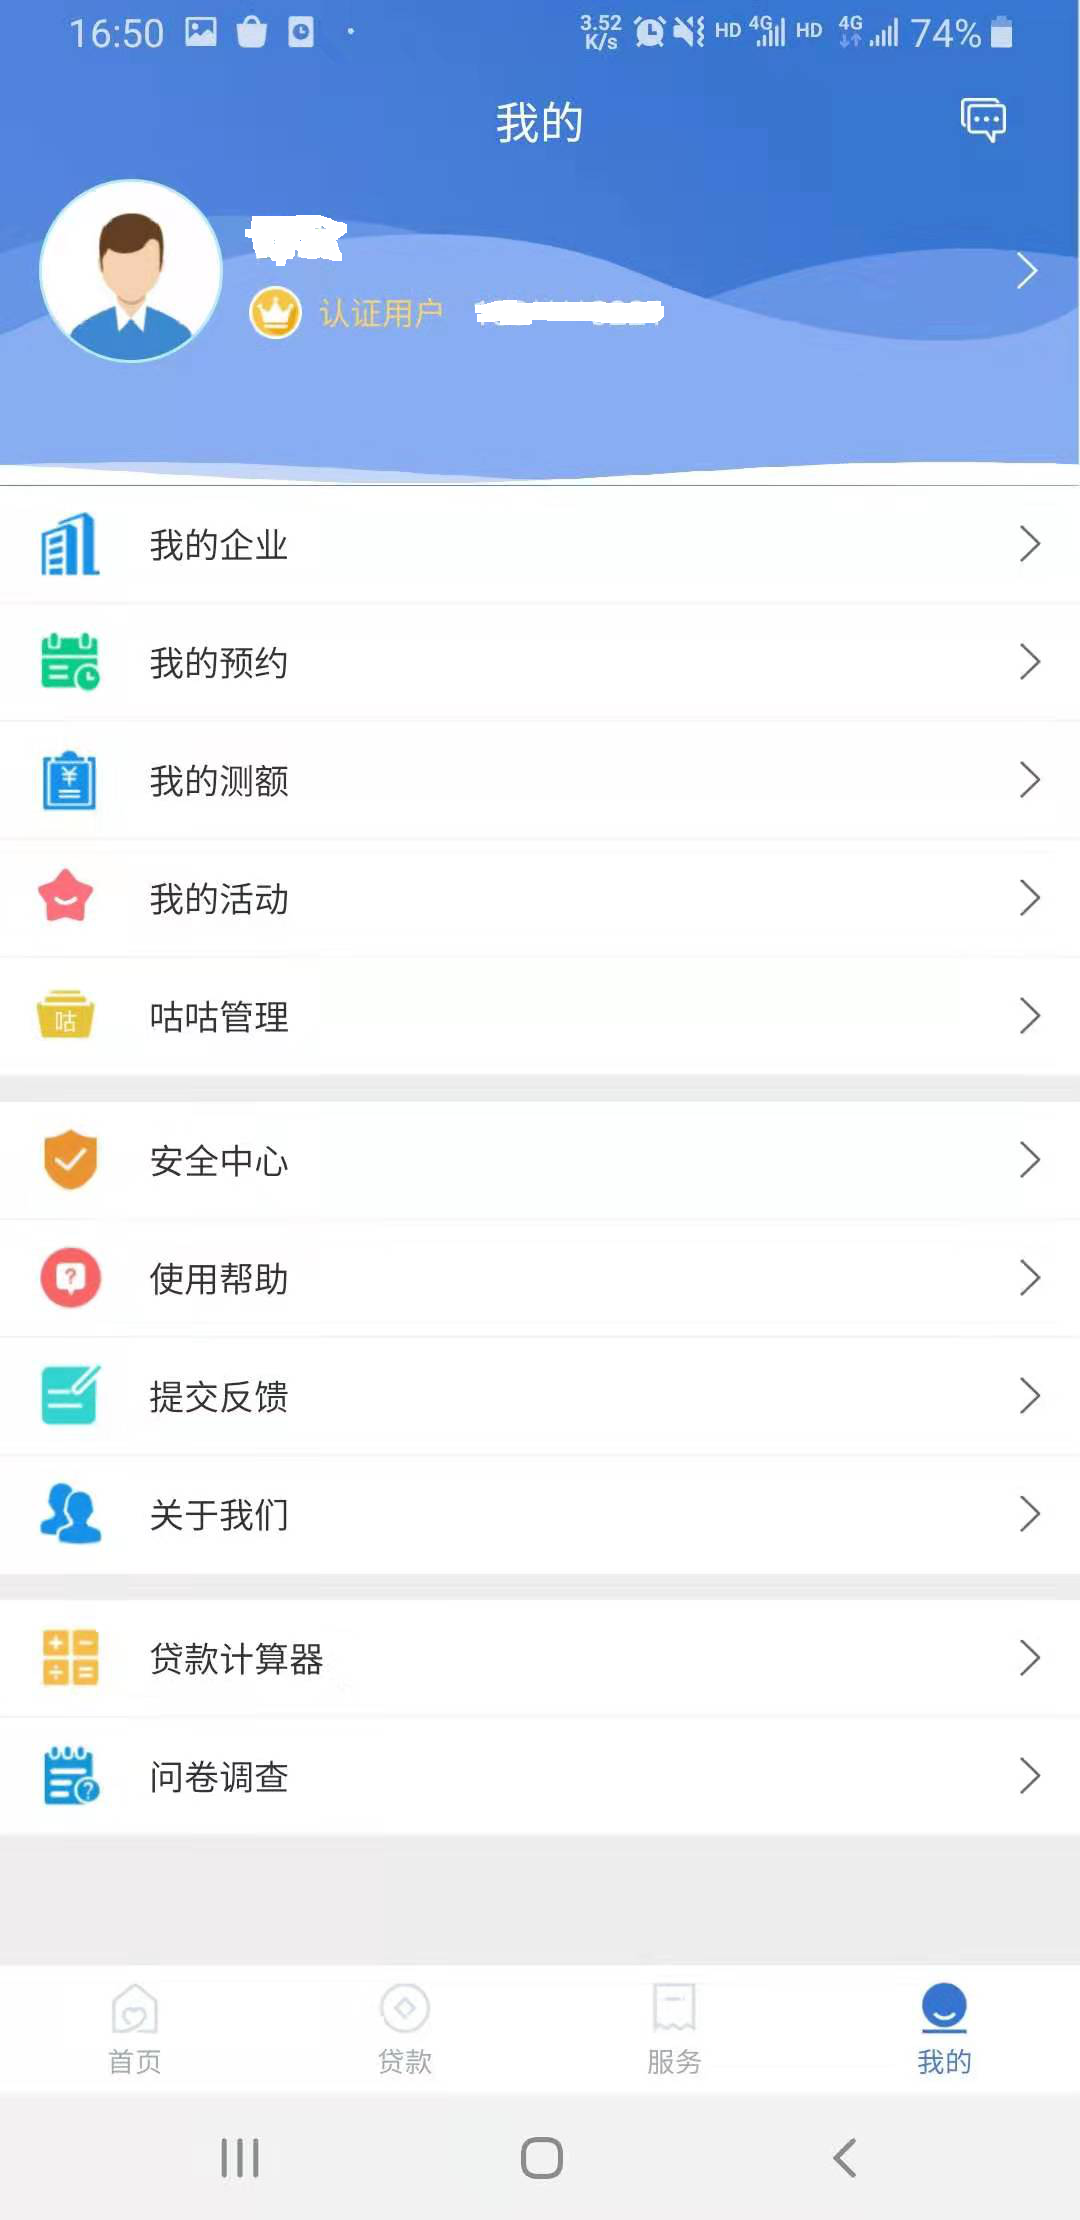 16:50
3.52 K/s HD 4G HD 4G 74%
我的
认证用户
我的企业
我的预约
¥
我的测额
我的活动
咕 咕咕管理
安全中心
? 使用帮助
提交反馈
关于我们
贷款计算器
? 问卷调查
首页 贷款 服务 我的